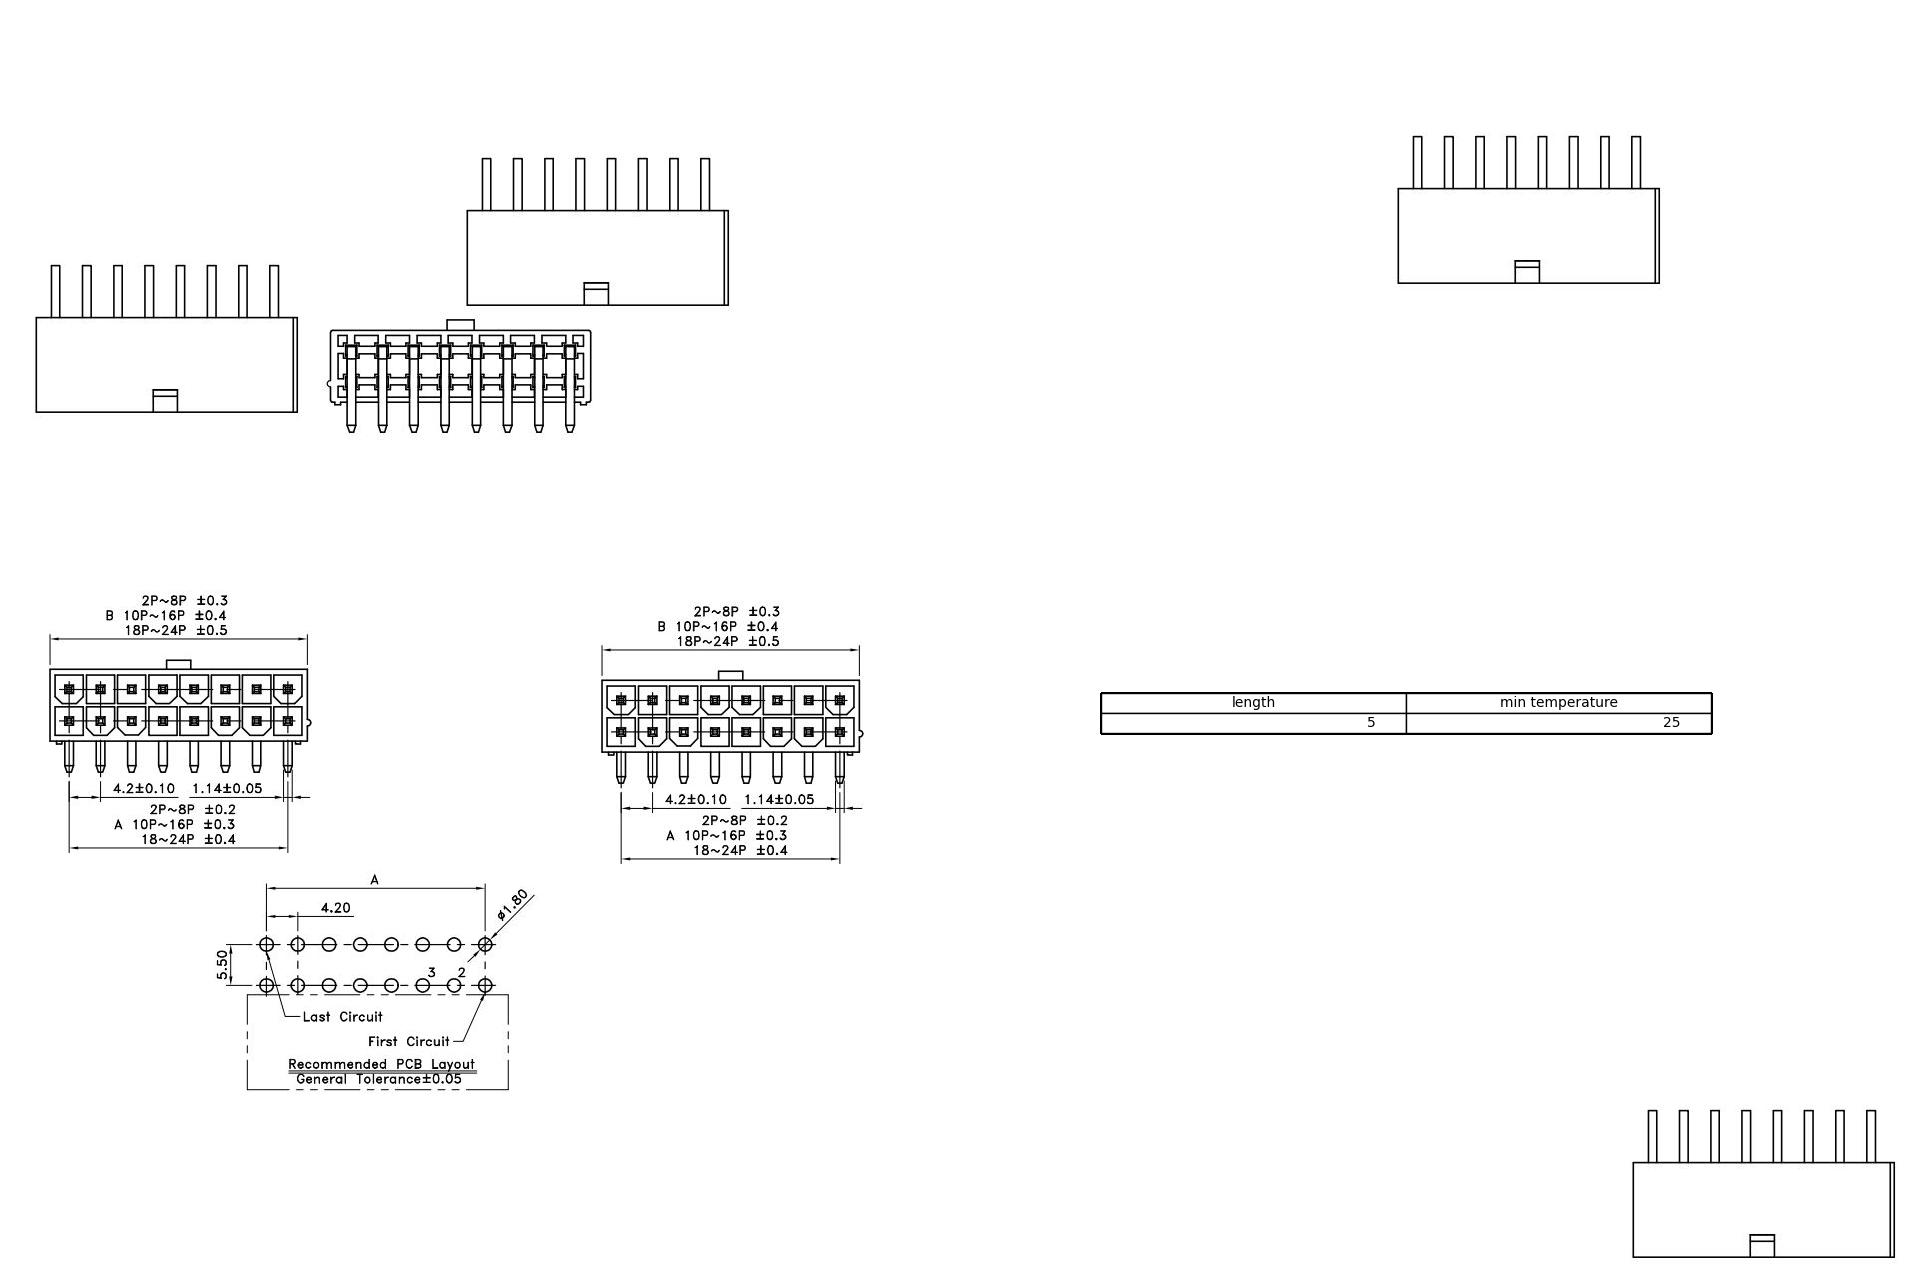 2P~8P ±0.3
B 10P~16P ±0.4
18P~24P ±0.5
4.2±0.10 1.14±0.05
2P~8P ±0.2
A 10P~16P ±0.3
18~24P ±0.4
2P~8P ±0.3
B 10P~16P ±0.4
18P~24P ±0.5
4.2±0.10 1.14±0.05
2P~8P ±0.2
A 10P~16P ±0.3
18~24P ±0.4
length min temperature
5 25
A
4.20
ø1.80
5.50
3 2
Last Circuit
First Circuit
Recommended PCB Layout
General Tolerance±0.05